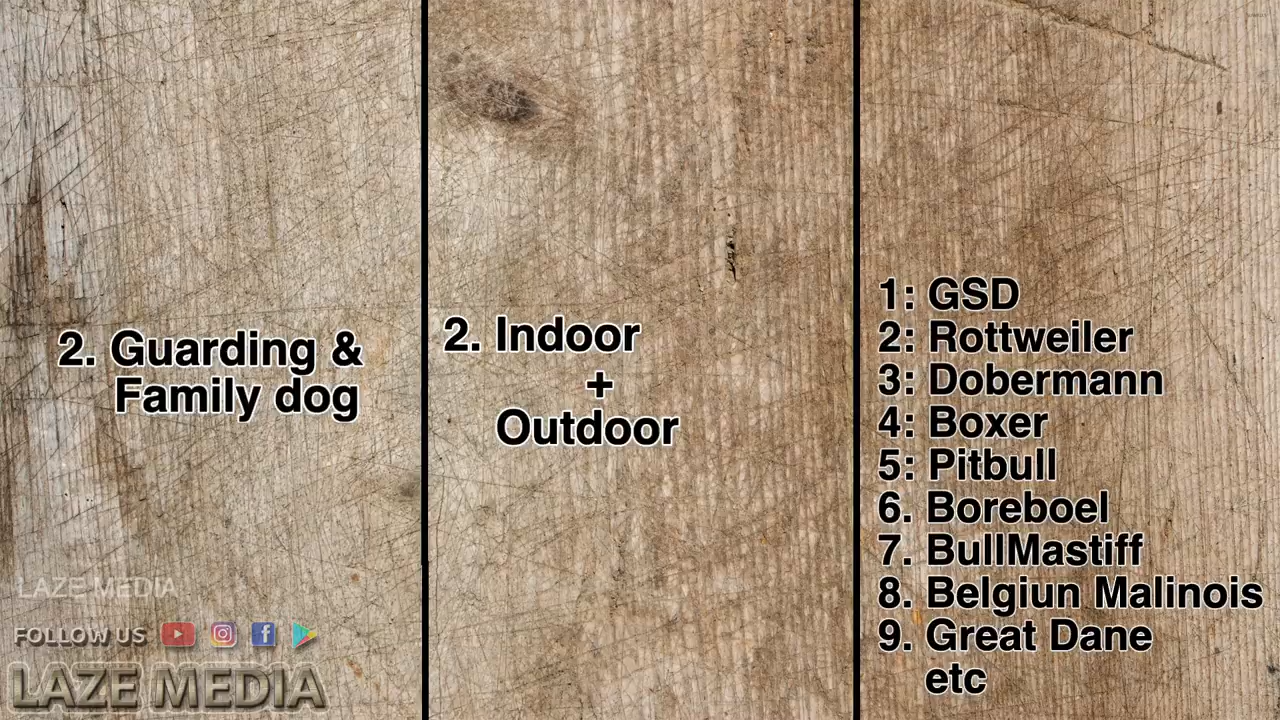 2. Guarding &
Family dog
2. Indoor
+
Outdoor
1: GSD
2: Rottweiler
3: Dobermann
4: Boxer
5: Pitbull
6. Boreboel
7. BullMastiff
8. Belgiun Malinois
9. Great Dane
etc
LAZE MEDIA
FOLLOW US
LAZE MEDIA